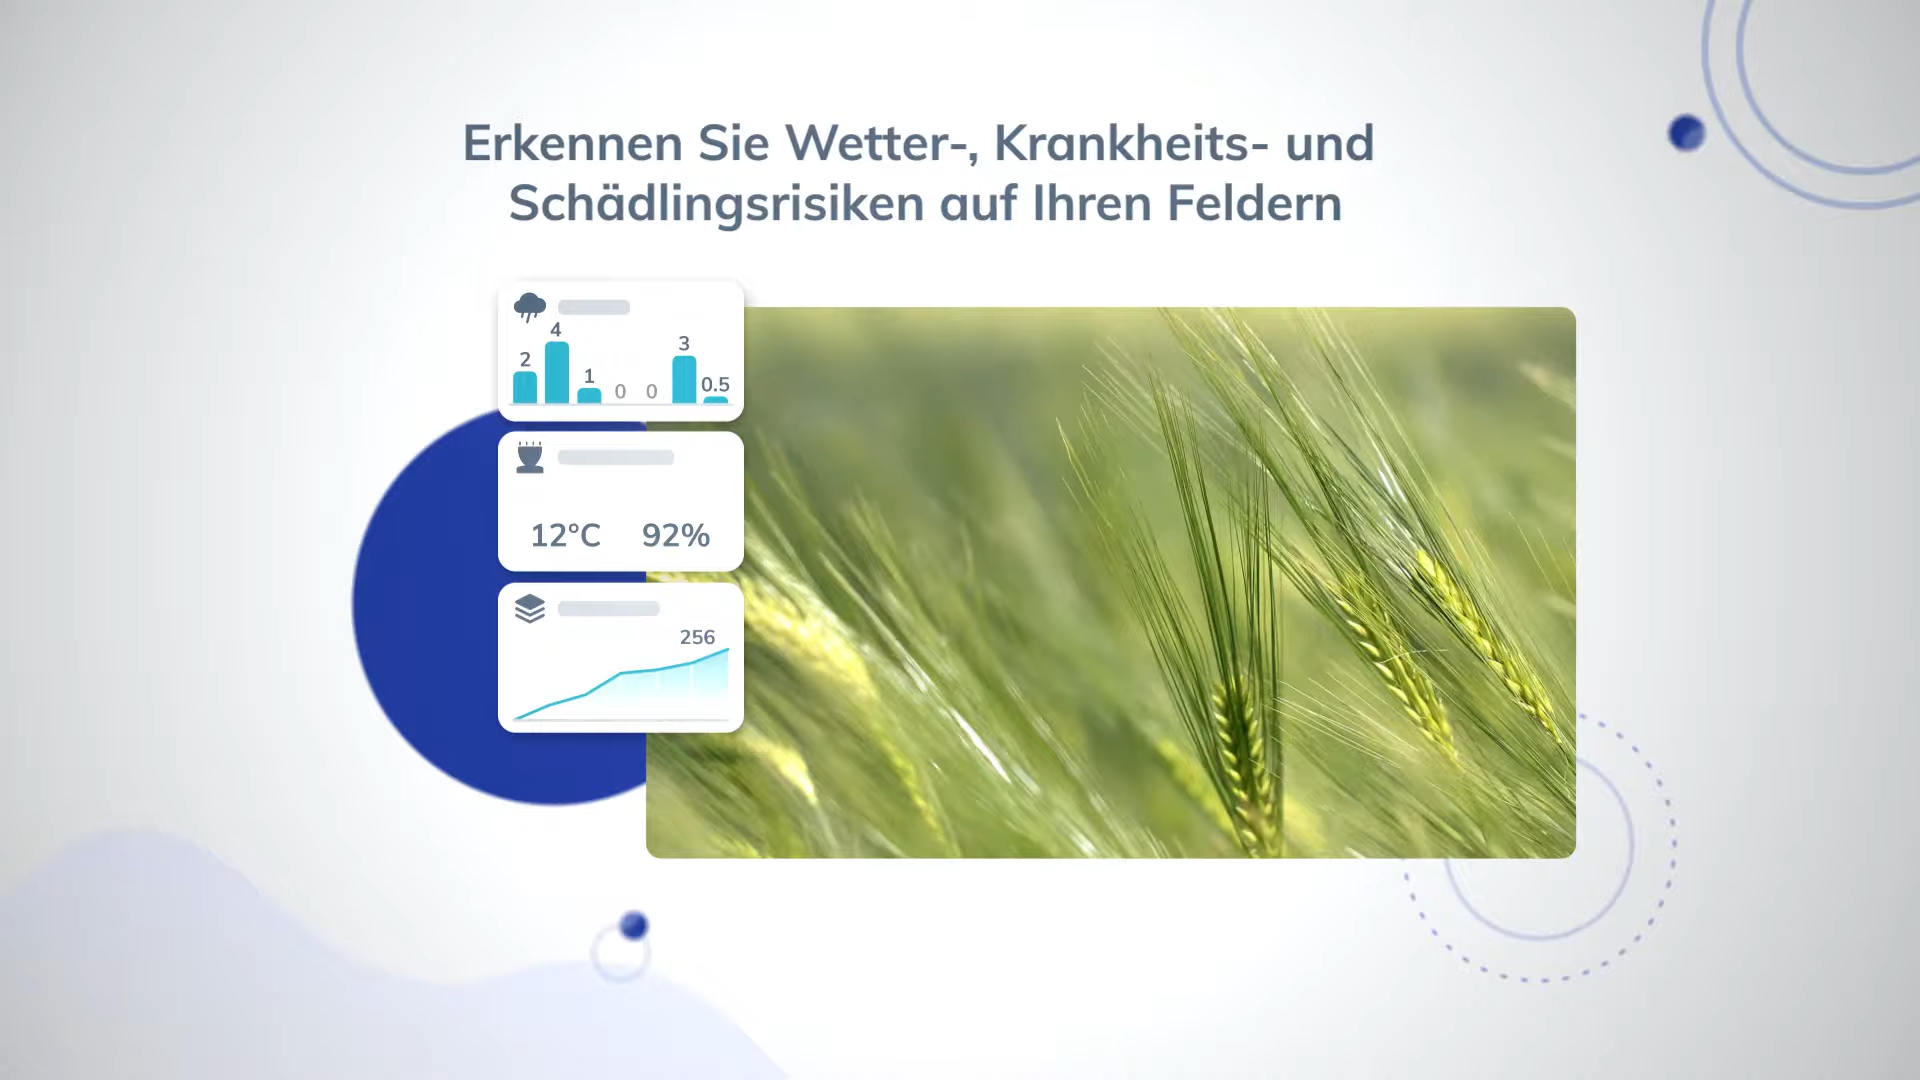 Erkennen Sie Wetter-, Krankheits- und
Schädlingsrisiken auf Ihren Feldern
2 4 1 0 0 3 0.5
12°C 92%
256